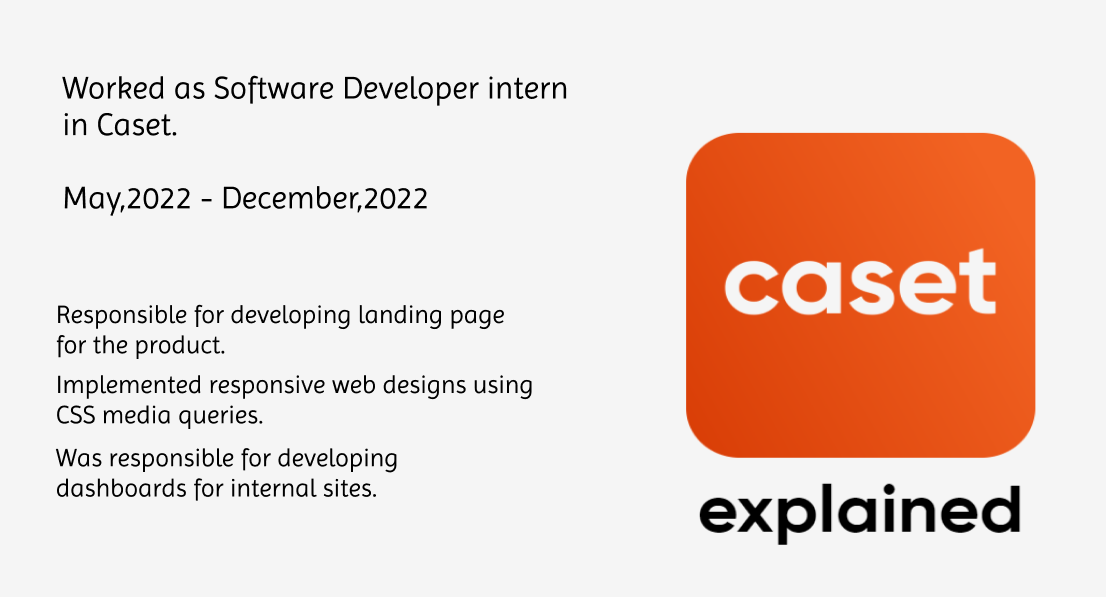 Worked as Software Developer intern
in Caset.
May,2022 - December,2022
Responsible for developing landing page
for the product.
Implemented responsive web designs using
CSS media queries.
Was responsible for developing
dashboards for internal sites.
caset
explained